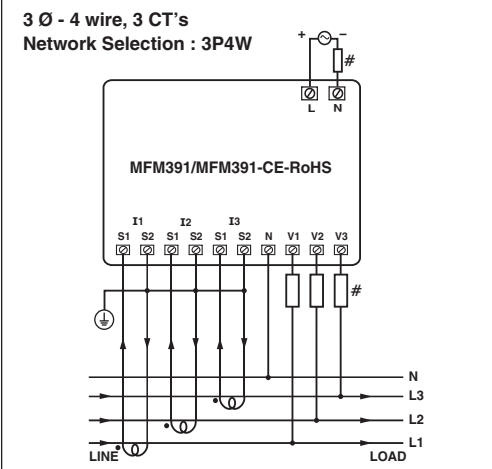 3 Ø - 4 wire, 3 CT's
Network Selection : 3P4W
+ ~ −
#
L N
MFM391/MFM391-CE-RoHS
I1 I2 I3
S1 S2 S1 S2 S1 S2 N V1 V2 V3
#
N
L3
L2
L1
LINE LOAD